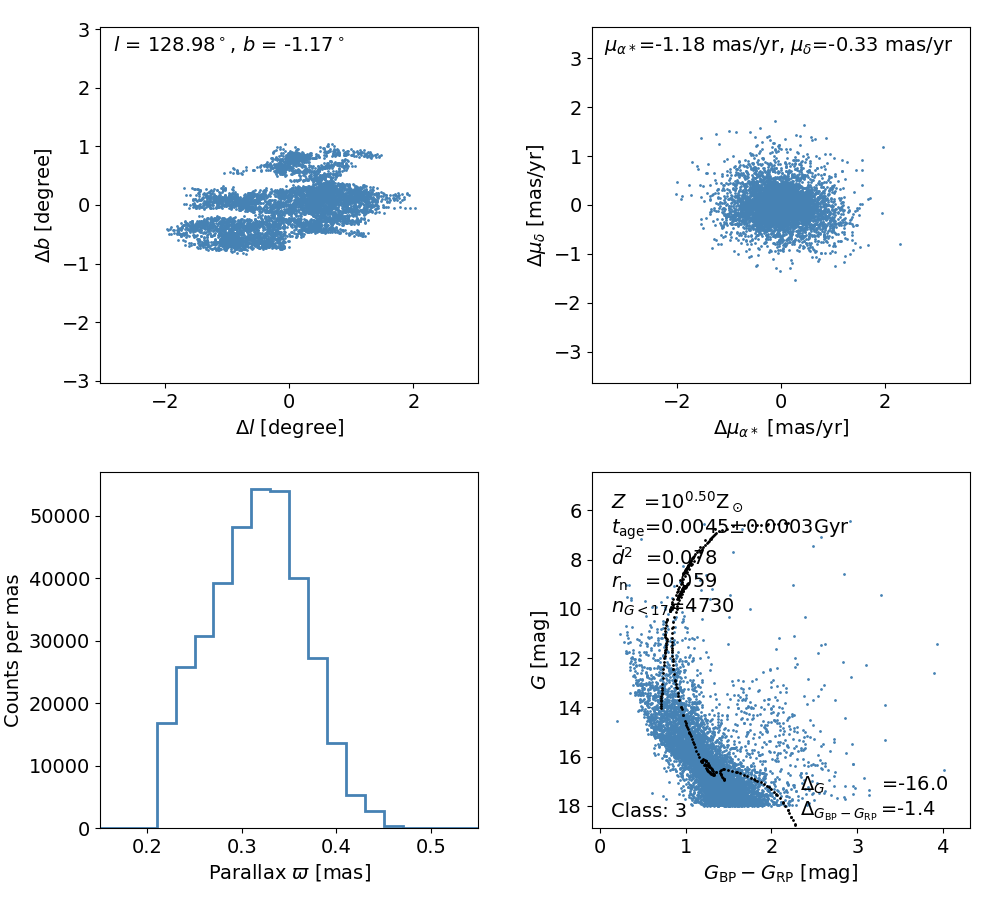 l = 128.98°, b = -1.17°
3
2
1
0
−1
−2
−3
Δb [degree]
−2 0 2
Δl [degree]
μα∗=-1.18 mas/yr, μδ=-0.33 mas/yr
3
2
1
0
−1
−2
−3
Δμδ [mas/yr]
−2 0 2
Δμα∗ [mas/yr]
50000
40000
30000
20000
10000
0
Counts per mas
0.2 0.3 0.4 0.5
Parallax ϖ [mas]
Z =10^0.50 Z⊙
t_age=0.0045±0.0003Gyr
d̄² =0.078
r_n =0.059
n_G<17=4730
Δ_G =-16.0
Δ_GBP−GRP =-1.4
Class: 3
6
8
10
12
14
16
18
G [mag]
0 1 2 3 4
G_BP − G_RP [mag]